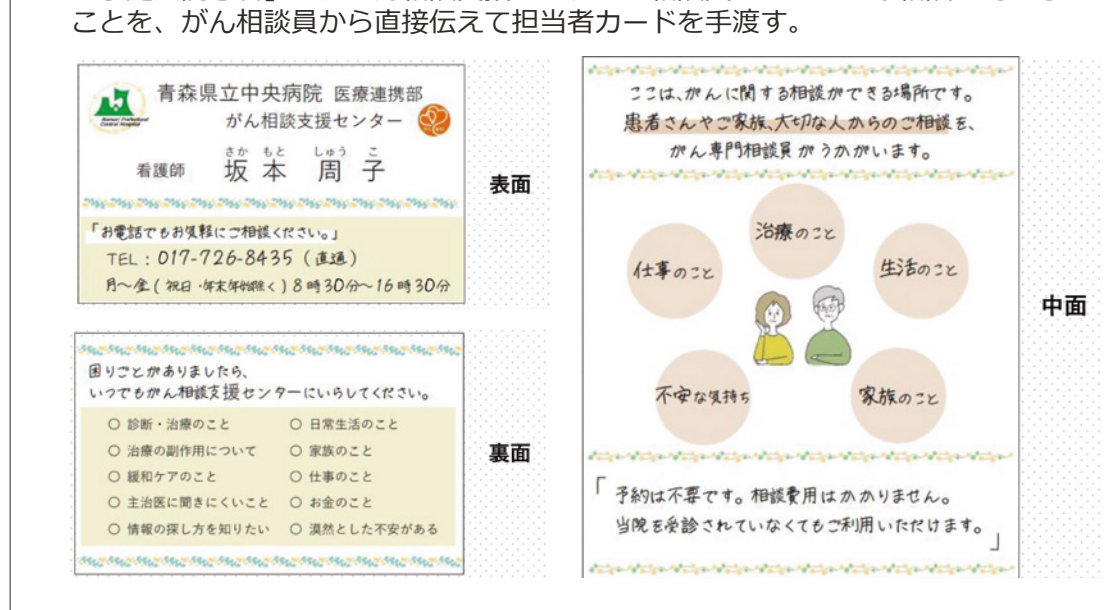 ことを、がん相談員から直接伝えて担当者カードを手渡す。
青森県立中央病院 医療連携部
がん相談支援センター
さか もと しゅう こ
看護師 坂本 周子
「お電話でもお気軽にご相談ください。」
TEL:017-726-8435(直通)
月~金(祝日・年末年始除く)8時30分~16時30分
表面
困りごとがありましたら、
いつでもがん相談支援センターにいらしてください。
○ 診断・治療のこと ○ 日常生活のこと
○ 治療の副作用について ○ 家族のこと
○ 緩和ケアのこと ○ 仕事のこと
○ 主治医に聞きにくいこと ○ お金のこと
○ 情報の探し方を知りたい ○ 漠然とした不安がある
裏面
ここは、がんに関する相談ができる場所です。
患者さんやご家族、大切な人からのご相談を、
がん専門相談員がうかがいます。
治療のこと
仕事のこと
生活のこと
不安な気持ち
家族のこと
「予約は不要です。相談費用はかかりません。
当院を受診されていなくてもご利用いただけます。」
中面